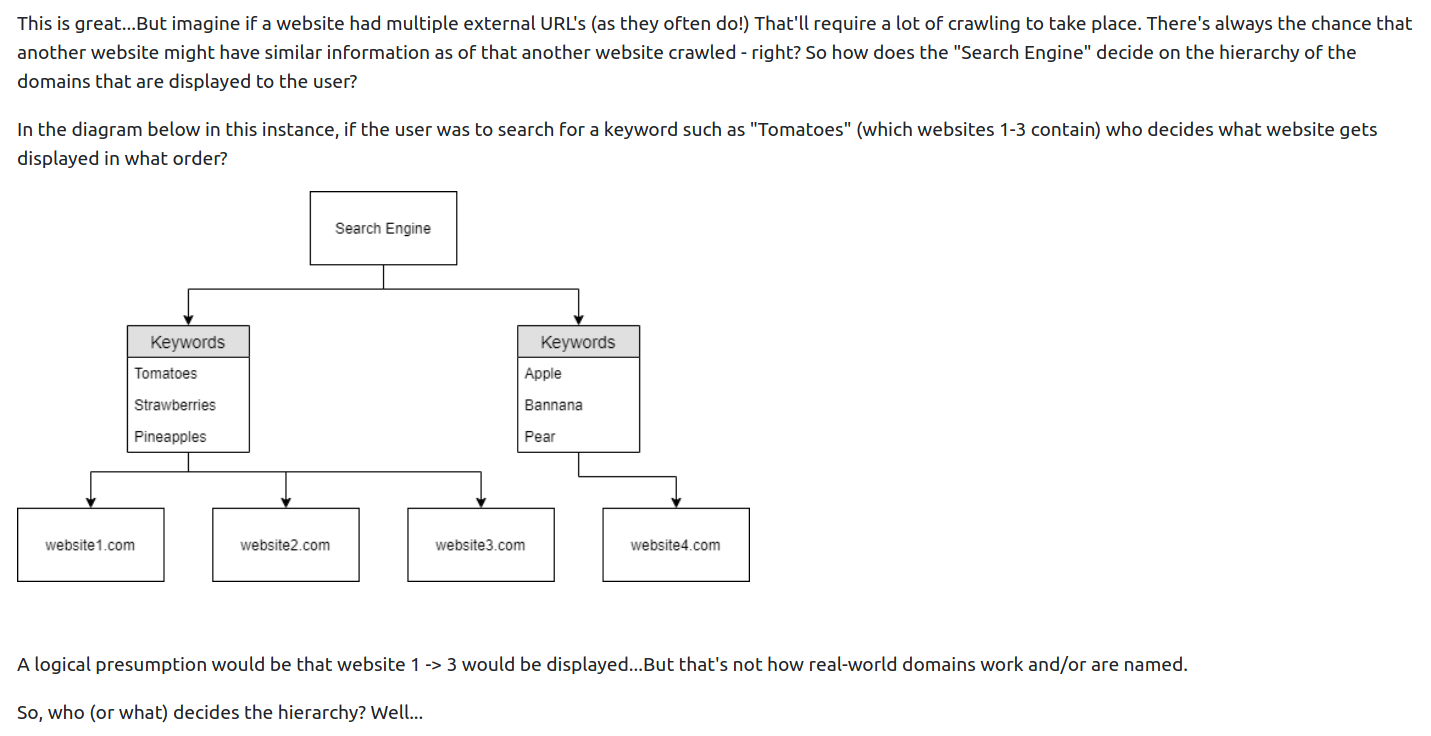 This is great...But imagine if a website had multiple external URL's (as they often do!) That'll require a lot of crawling to take place. There's always the chance that
another website might have similar information as of that another website crawled - right? So how does the "Search Engine" decide on the hierarchy of the
domains that are displayed to the user?
In the diagram below in this instance, if the user was to search for a keyword such as "Tomatoes" (which websites 1-3 contain) who decides what website gets
displayed in what order?
Search Engine
Keywords
Tomatoes
Strawberries
Pineapples
Keywords
Apple
Bannana
Pear
website1.com
website2.com
website3.com
website4.com
A logical presumption would be that website 1 -> 3 would be displayed...But that's not how real-world domains work and/or are named.
So, who (or what) decides the hierarchy? Well...